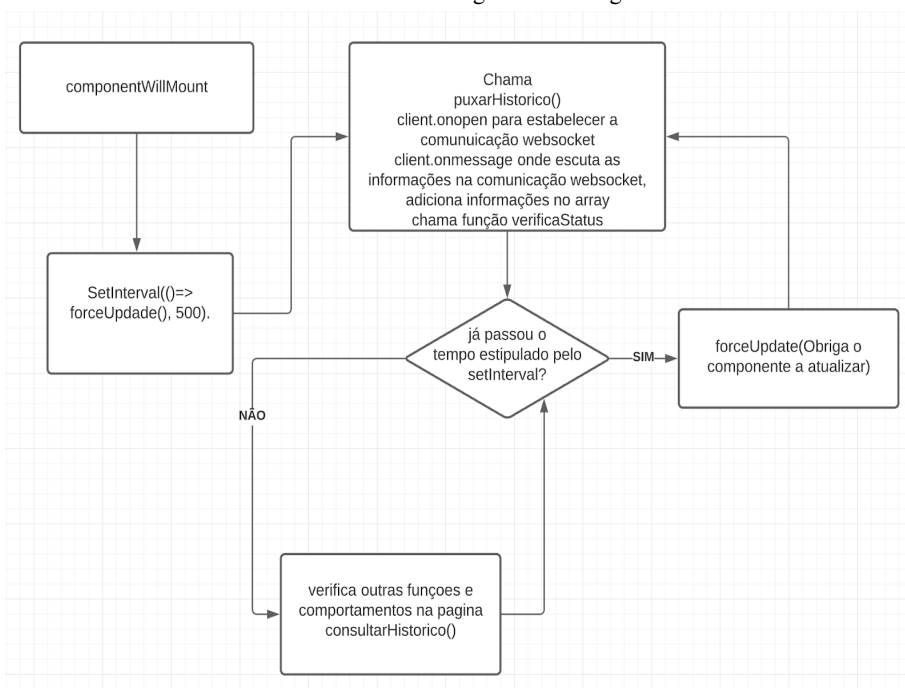 componentWillMount
Chama
puxarHistorico()
client.onopen para estabelecer a
comunuicação websocket
client.onmessage onde escuta as
informações na comunicação websocket,
adiciona informações no array
chama função verificaStatus
SetInterval(()=>
forceUpdade(), 500).
já passou o
tempo estipulado pelo
setInterval?
SIM
forceUpdate(Obriga o
componente a atualizar)
NÃO
verifica outras funçoes e
comportamentos na pagina
consultarHistorico()